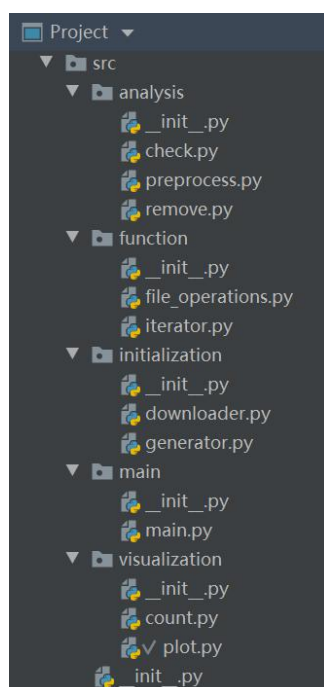 Project
src
analysis
__init__.py
check.py
preprocess.py
remove.py
function
__init__.py
file_operations.py
iterator.py
initialization
__init__.py
downloader.py
generator.py
main
__init__.py
main.py
visualization
__init__.py
count.py
plot.py
__init__.py